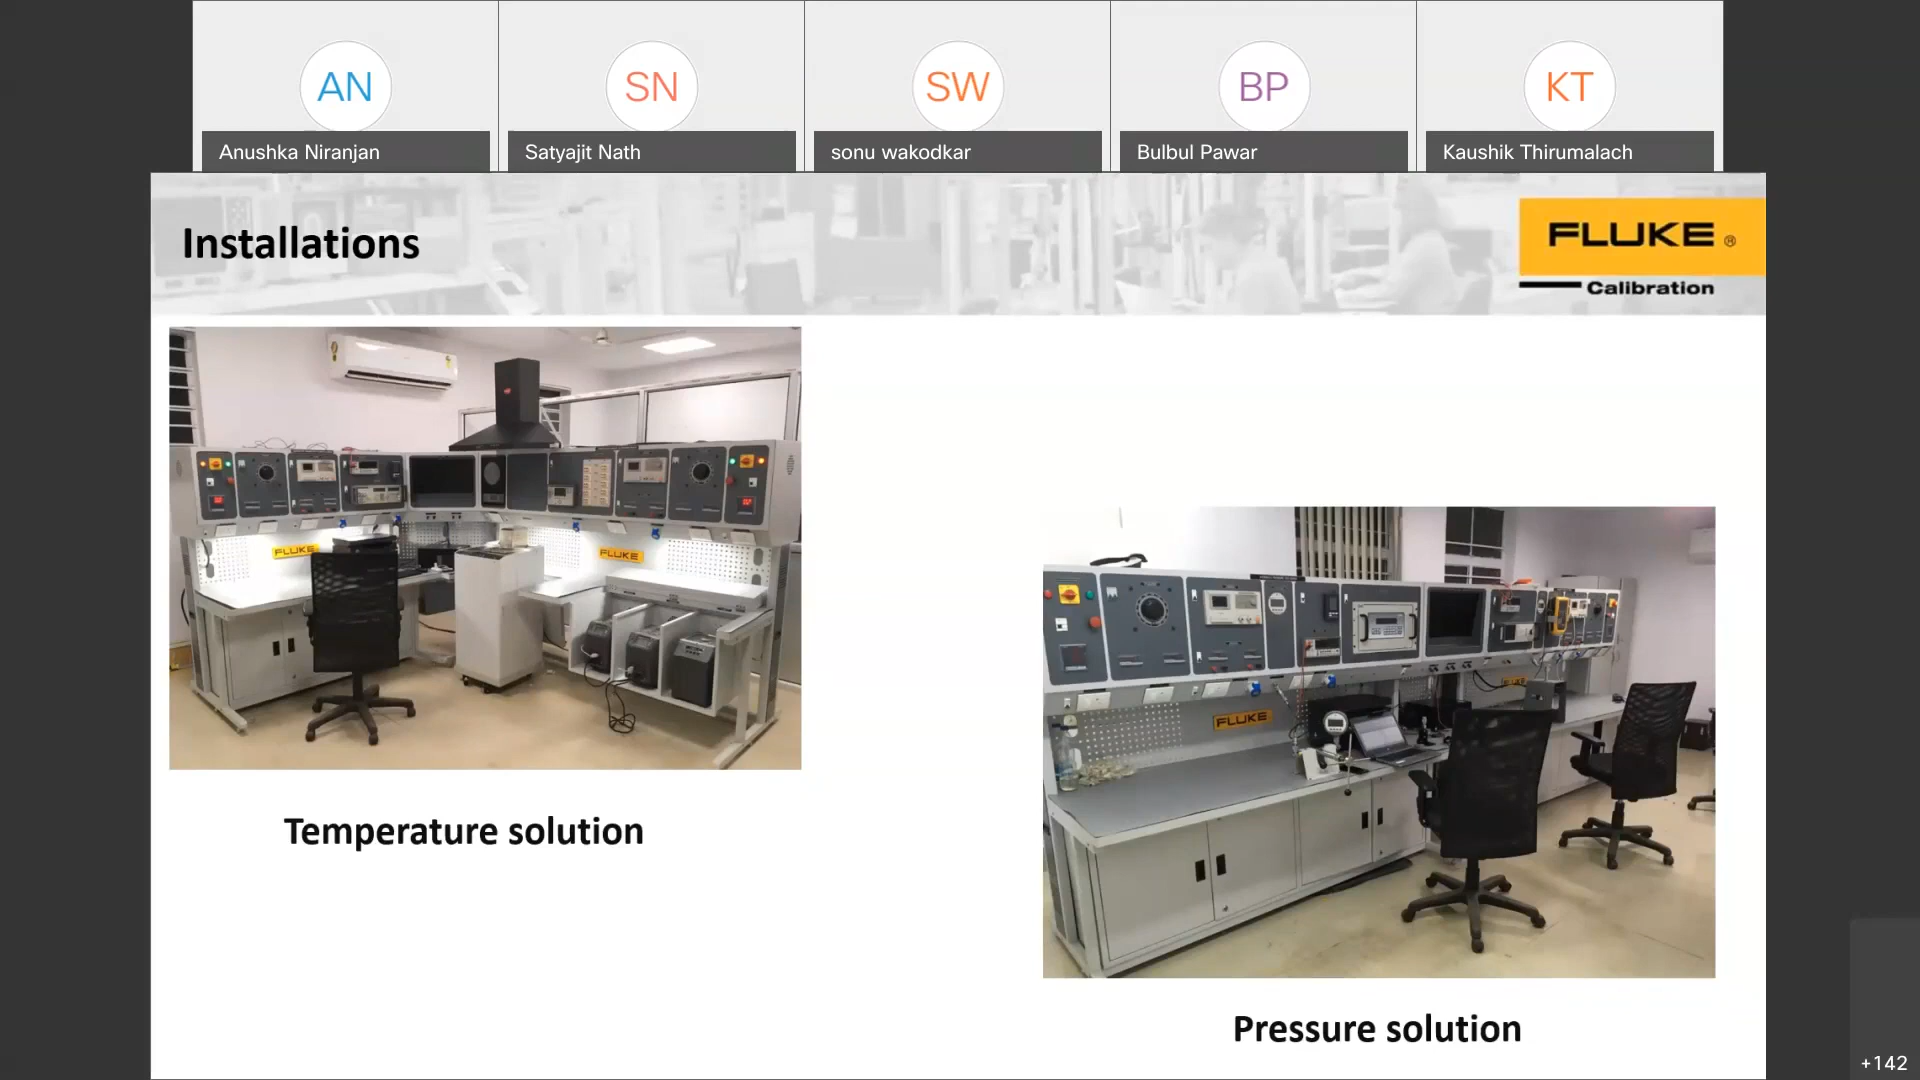 AN
SN
SW
BP
KT
Anushka Niranjan
Satyajit Nath
sonu wakodkar
Bulbul Pawar
Kaushik Thirumalach
Installations
FLUKE ®
Calibration
FLUKE
FLUKE
FLUKE
Temperature solution
Pressure solution
+142